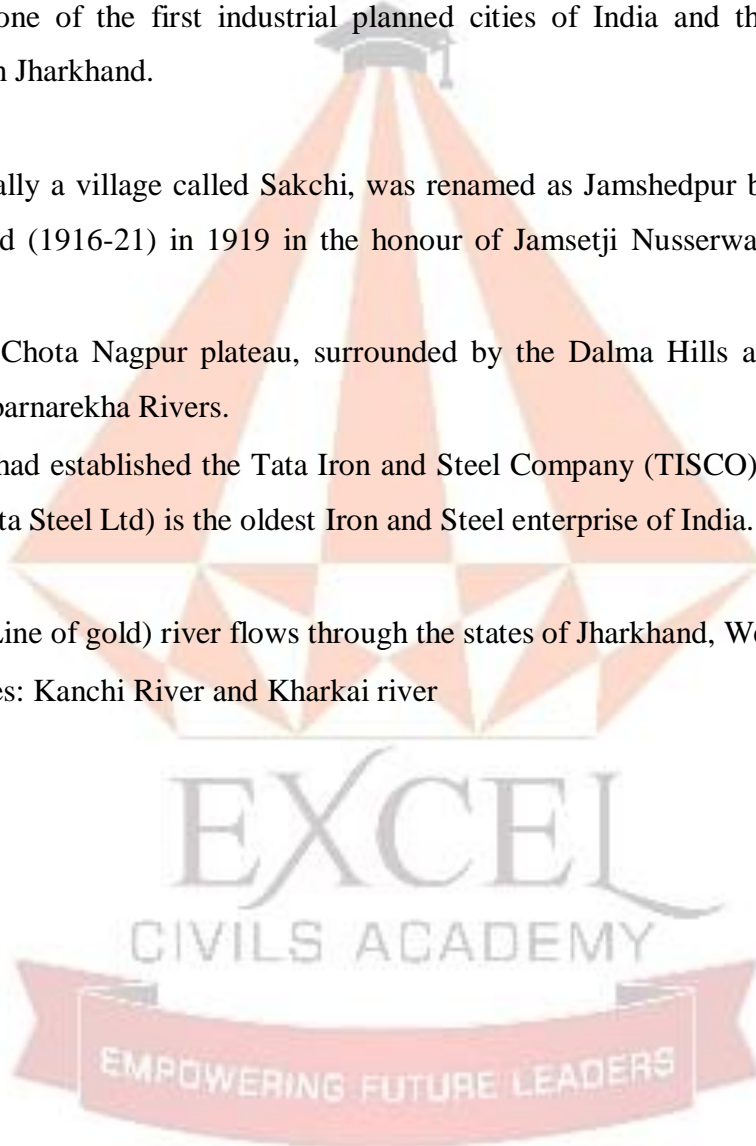 one of the first industrial planned cities of India and th
n Jharkhand.
ally a village called Sakchi, was renamed as Jamshedpur b
d (1916-21) in 1919 in the honour of Jamsetji Nusserwa
Chota Nagpur plateau, surrounded by the Dalma Hills a
barnarekha Rivers.
had established the Tata Iron and Steel Company (TISCO)
ta Steel Ltd) is the oldest Iron and Steel enterprise of India.
Line of gold) river flows through the states of Jharkhand, We
es: Kanchi River and Kharkai river
EXCEL
CIVILS ACADEMY
EMPOWERING FUTURE LEADERS